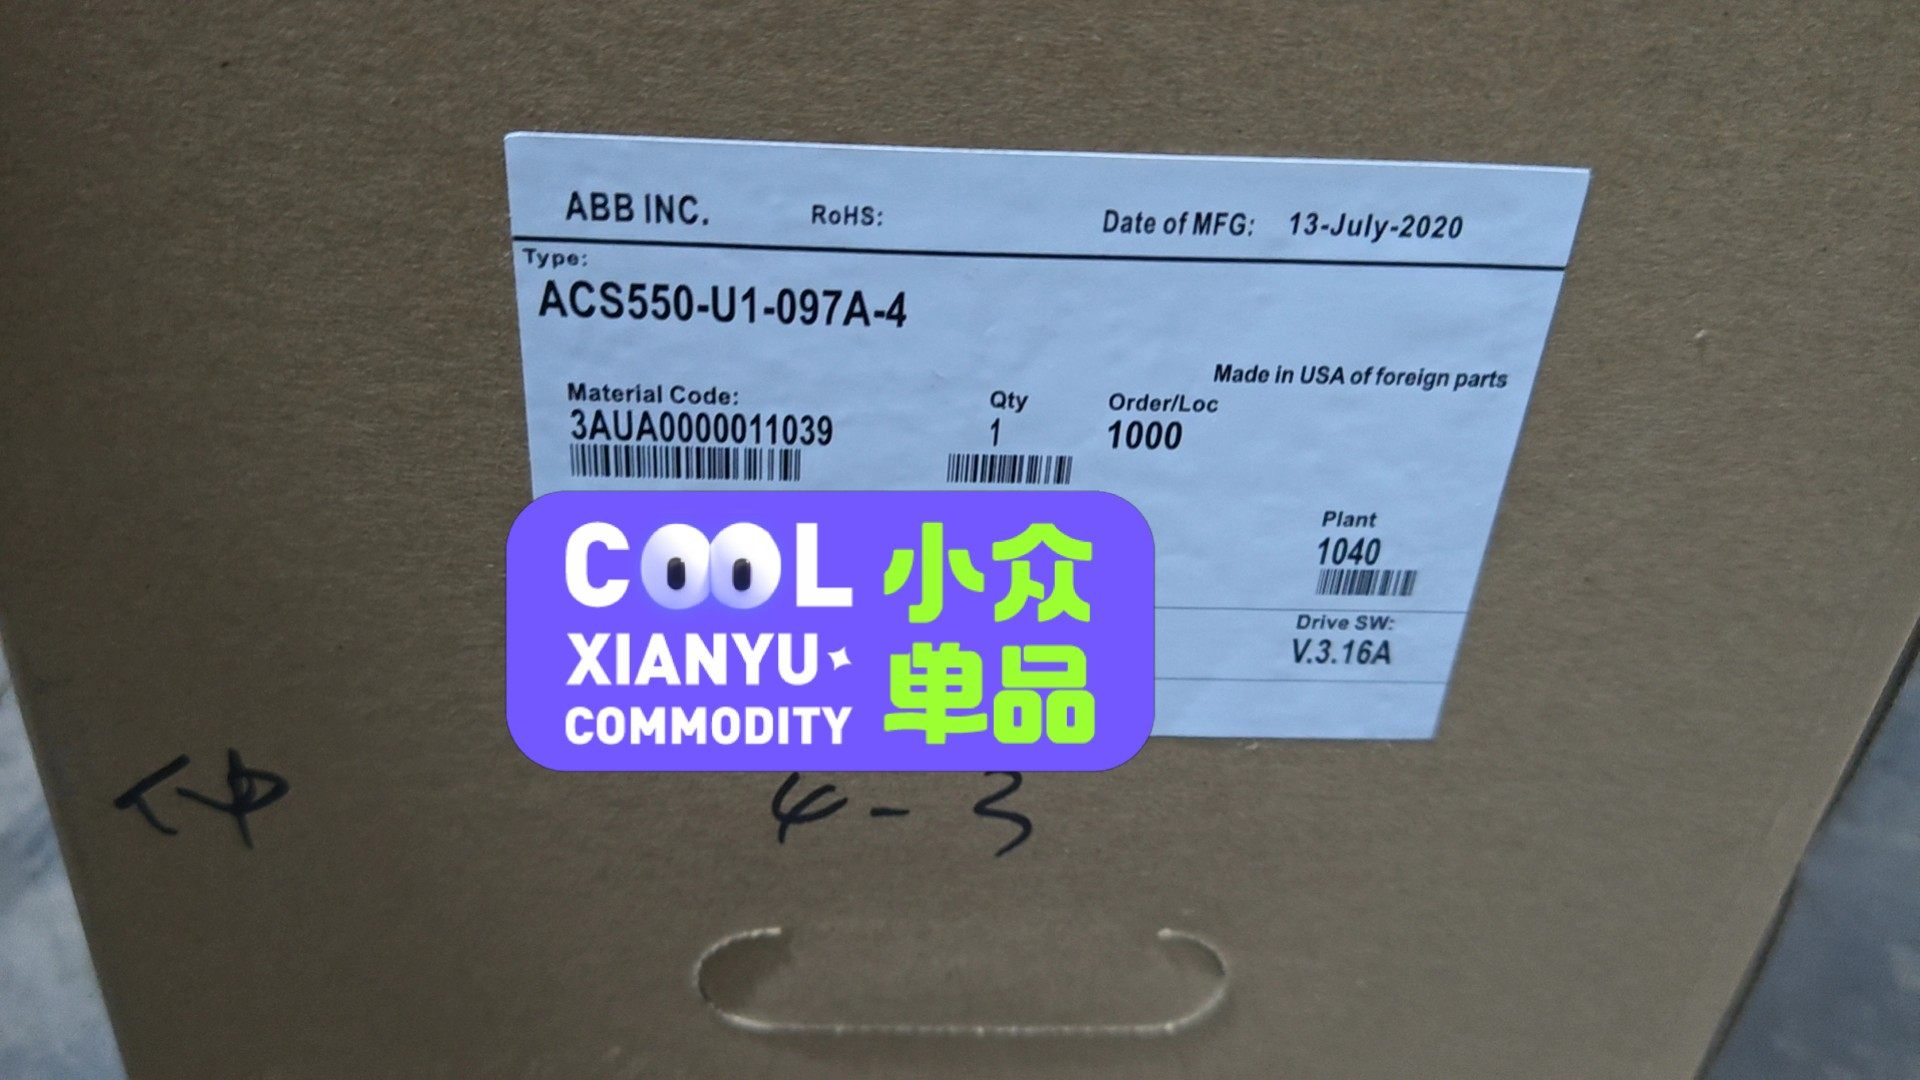 ABB INC. RoHS: Date of MFG: 13-July-2020
Type:
ACS550-U1-097A-4
Made in USA of foreign parts
Material Code: Qty Order/Loc
3AUA0000011039 1 1000
Plant
1040
Drive SW:
V.3.16A
COOL 小众
XIANYU 单品
COMMODITY
4-3